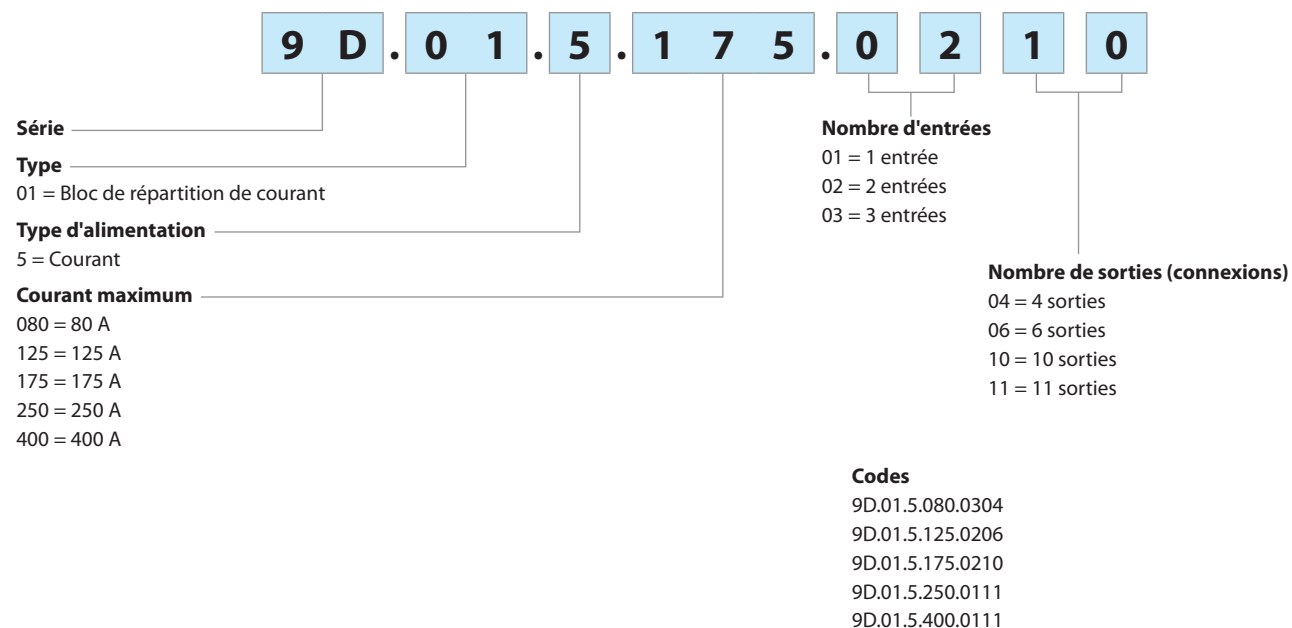 9 D . 0 1 . 5 . 1 7 5 . 0 2 1 0
Série
Type
01 = Bloc de répartition de courant
Type d'alimentation
5 = Courant
Courant maximum
080 = 80 A
125 = 125 A
175 = 175 A
250 = 250 A
400 = 400 A
Nombre d'entrées
01 = 1 entrée
02 = 2 entrées
03 = 3 entrées
Nombre de sorties (connexions)
04 = 4 sorties
06 = 6 sorties
10 = 10 sorties
11 = 11 sorties
Codes
9D.01.5.080.0304
9D.01.5.125.0206
9D.01.5.175.0210
9D.01.5.250.0111
9D.01.5.400.0111